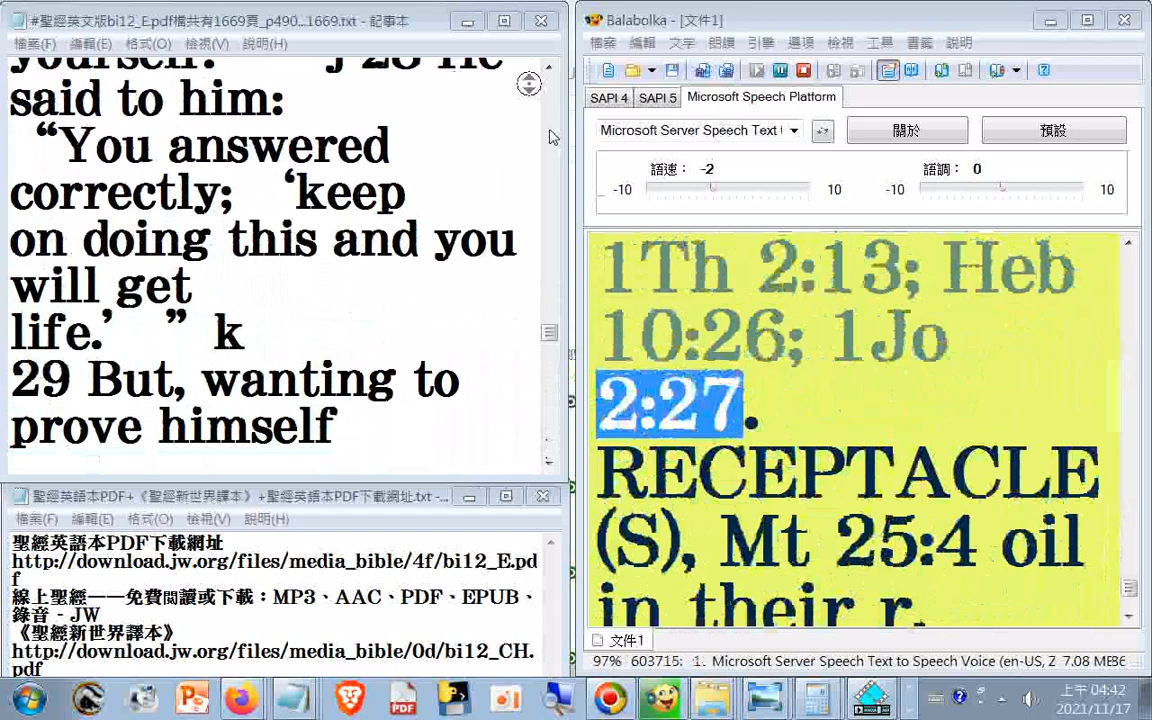 #聖經英文版bi12_E.pdf檔共有1669頁_p490...1669.txt - 記事本
檔案(F) 編輯(E) 格式(O) 檢視(V) 說明(H)
yourself.' ” j 28 He
said to him:
“You answered
correctly; ‘keep
on doing this and you
will get
life.’ ” k
29 But, wanting to
prove himself
聖經英語本PDF+《聖經新世界譯本》+聖經英語本PDF下載網址.txt -...
檔案(F) 編輯(E) 格式(O) 檢視(V) 說明(H)
聖經英語本PDF下載網址
http://download.jw.org/files/media_bible/4f/bi12_E.pd
f
線上聖經——免費閱讀或下載：MP3、AAC、PDF、EPUB、
錄音 - JW
《聖經新世界譯本》
http://download.jw.org/files/media_bible/0d/bi12_CH.
pdf
Balabolka - [文件1]
檔案 編輯 文字 朗讀 引擎 選項 檢視 工具 書籤 說明
SAPI 4 SAPI 5 Microsoft Speech Platform
Microsoft Server Speech Text 關於 預設
語速： -2 語調： 0
-10 10 -10 10
1Th 2:13; Heb
10:26; 1Jo
2:27.
RECEPTACLE
(S), Mt 25:4 oil
in their r.
文件1
97% 603715: 1. Microsoft Server Speech Text to Speech Voice (en-US, Z 7.08 MB
上午 04:42
2021/11/17